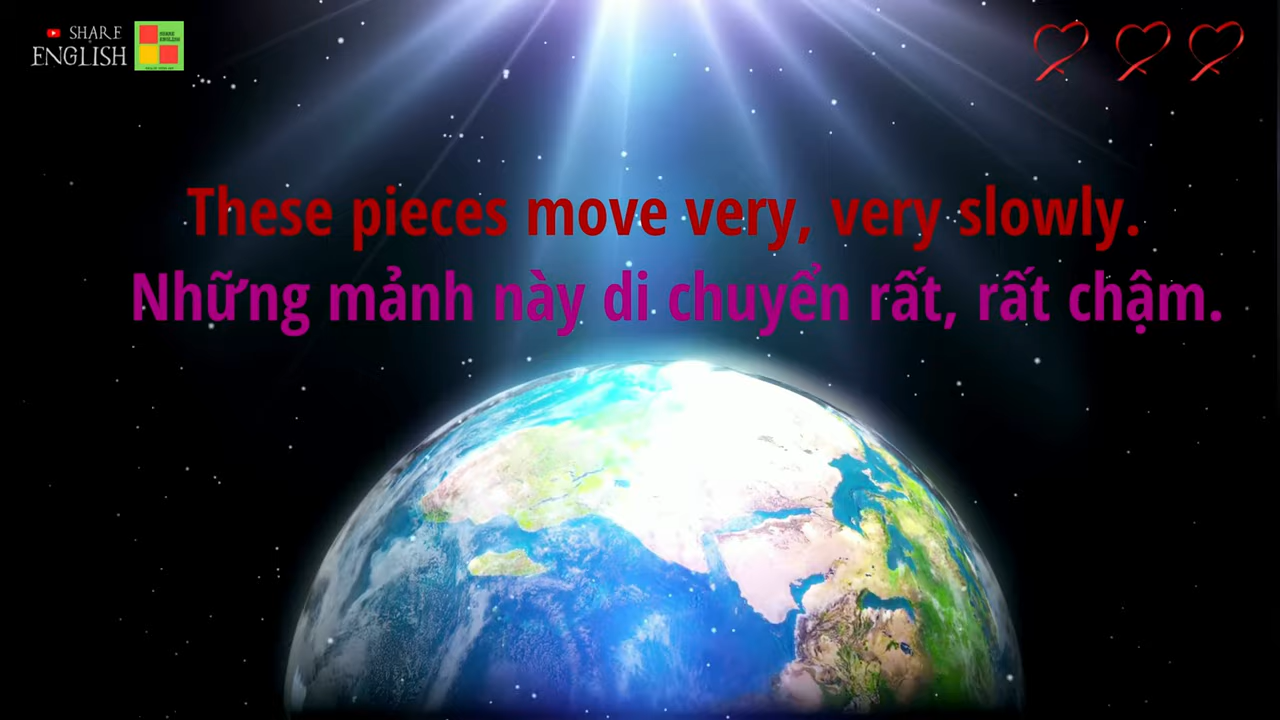 SHARE
ENGLISH
These pieces move very, very slowly.
Những mảnh này di chuyển rất, rất chậm.